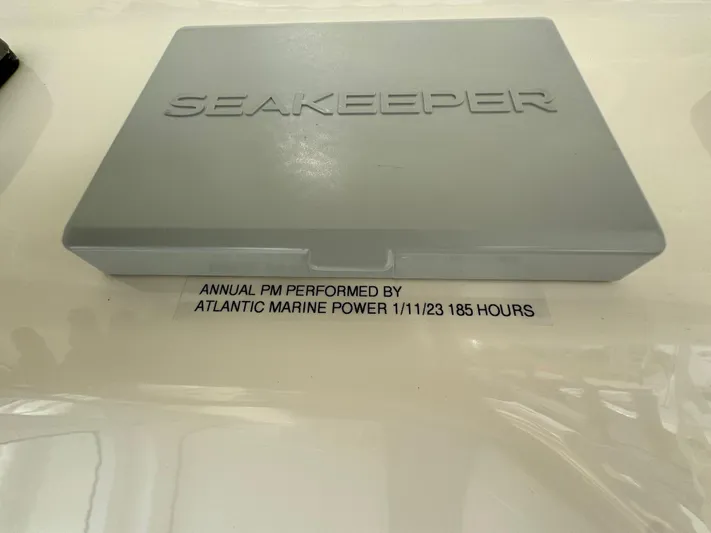 SEAKEEPER
ANNUAL PM PERFORMED BY
ATLANTIC MARINE POWER 1/11/23 185 HOURS